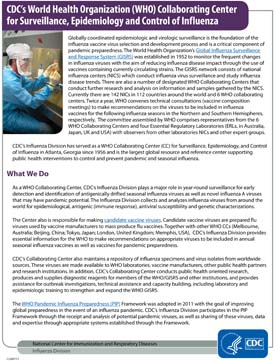 CDC's World Health Organization (WHO) Collaborating Center
for Surveillance, Epidemiology and Control of Influenza
Globally coordinated epidemiologic and virologic surveillance is the foundation of the
influenza vaccine virus selection and development process and is a critical component of
pandemic preparedness. The World Health Organization's Global Influenza Surveillance
and Response System (GISRS) was established in 1952 to monitor the frequent changes
in influenza viruses with the aim of reducing influenza disease impact through the use of
vaccines containing currently circulating strains. The GISRS network consists of national
influenza centers (NICS) which conduct influenza virus surveillance and study influenza
disease trends. There are also a number of designated WHO Collaborating Centers that
conduct further research and analysis on information and samples gathered by the NICS.
Currently there are 142 NICs in 112 countries around the world and 6 WHO collaborating
centers. Twice a year, WHO convenes technical consultations (vaccine composition
meetings) to make recommendations on the viruses to be included in influenza
vaccines for the following influenza seasons in the Northern and Southern Hemispheres,
respectively. The committee assembled by WHO comprises representatives from the 6
WHO Collaborating Centers and four Essential Regulatory Laboratories (ERLs, in Australia,
Japan, UK and USA) with observers from other laboratories NICs and other expert groups.
CDC's Influenza Division has served as a WHO Collaborating Center (CC) for Surveillance, Epidemiology, and Control
of Influenza in Atlanta, Georgia since 1956 and is the largest global resource and reference center supporting
public health interventions to control and prevent pandemic and seasonal influenza.
What We Do
As a WHO Collaborating Center, CDC's Influenza Division plays a major role in year-round surveillance for early
detection and identification of antigenically drifted seasonal influenza viruses as well as novel influenza A viruses
that may have pandemic potential. The Influenza Division collects and analyzes influenza viruses from around the
world for epidemiological, antigenic (immune response), antiviral susceptibility and genetic characterizations.
The Center also is responsible for making candidate vaccine viruses. Candidate vaccine viruses are prepared flu
viruses used by vaccine manufacturers to mass produce flu vaccines. Together with other WHO CCs (Melbourne,
Australia; Beijing, China; Tokyo, Japan; London, United Kingdom; Memphis, USA), CDC's Influenza Division provides
essential information for the WHO to make recommendations on appropriate viruses to be included in annual
seasonal influenza vaccines as well as vaccines for pandemic preparedness.
CDC's Collaborating Center also maintains a repository of influenza specimens and virus isolates from worldwide
sources. These viruses are made available to WHO laboratories, vaccine manufacturers, other public health partners
and research institutions. In addition, CDC's Collaborating Center conducts public health oriented research,
produces and supplies diagnostic reagents for members of the WHO/GISRS and other institutions, and provides
assistance for outbreak investigations, technical assistance and capacity building, including laboratory and
epidemiologic training to strengthen and expand the WHO GISRS.
The WHO Pandemic Influenza Preparedness (PIP) Framework was adopted in 2011 with the goal of improving
global preparedness in the event of an influenza pandemic. CDC's Influenza Division participates in the PIP
Framework through the receipt and analysis of potential pandemic viruses, as well as sharing of these viruses, data
and expertise through appropriate systems established through the Framework.
National Center for Immunization and Respiratory Diseases
Influenza Division
CDC